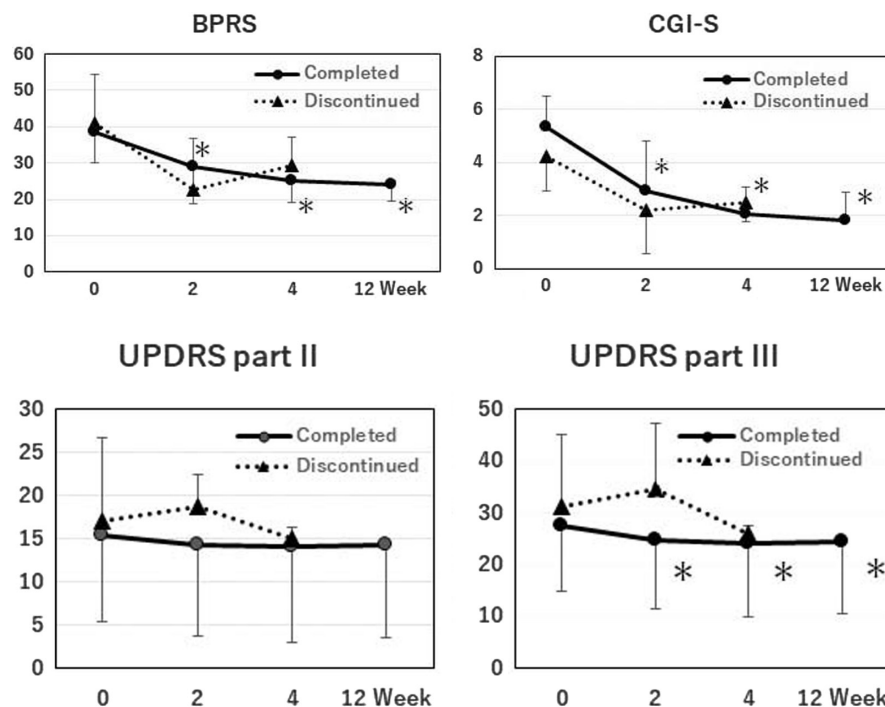 BPRS
60
50
40
30
20
10
0
Completed
Discontinued
*
*
*
0 2 4 12 Week
CGI-S
8
6
4
2
0
Completed
Discontinued
*
*
*
0 2 4 12 Week
UPDRS part II
30
25
20
15
10
5
0
Completed
Discontinued
0 2 4 12 Week
UPDRS part III
50
40
30
20
10
0
Completed
Discontinued
* * *
0 2 4 12 Week